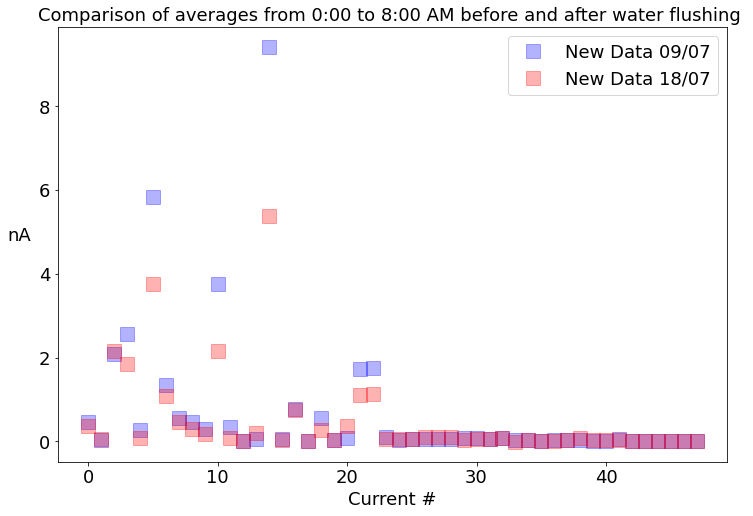 Comparison of averages from 0:00 to 8:00 AM before and after water flushing
New Data 09/07
New Data 18/07
8
6
nA
4
2
0
0 10 20 30 40
Current #